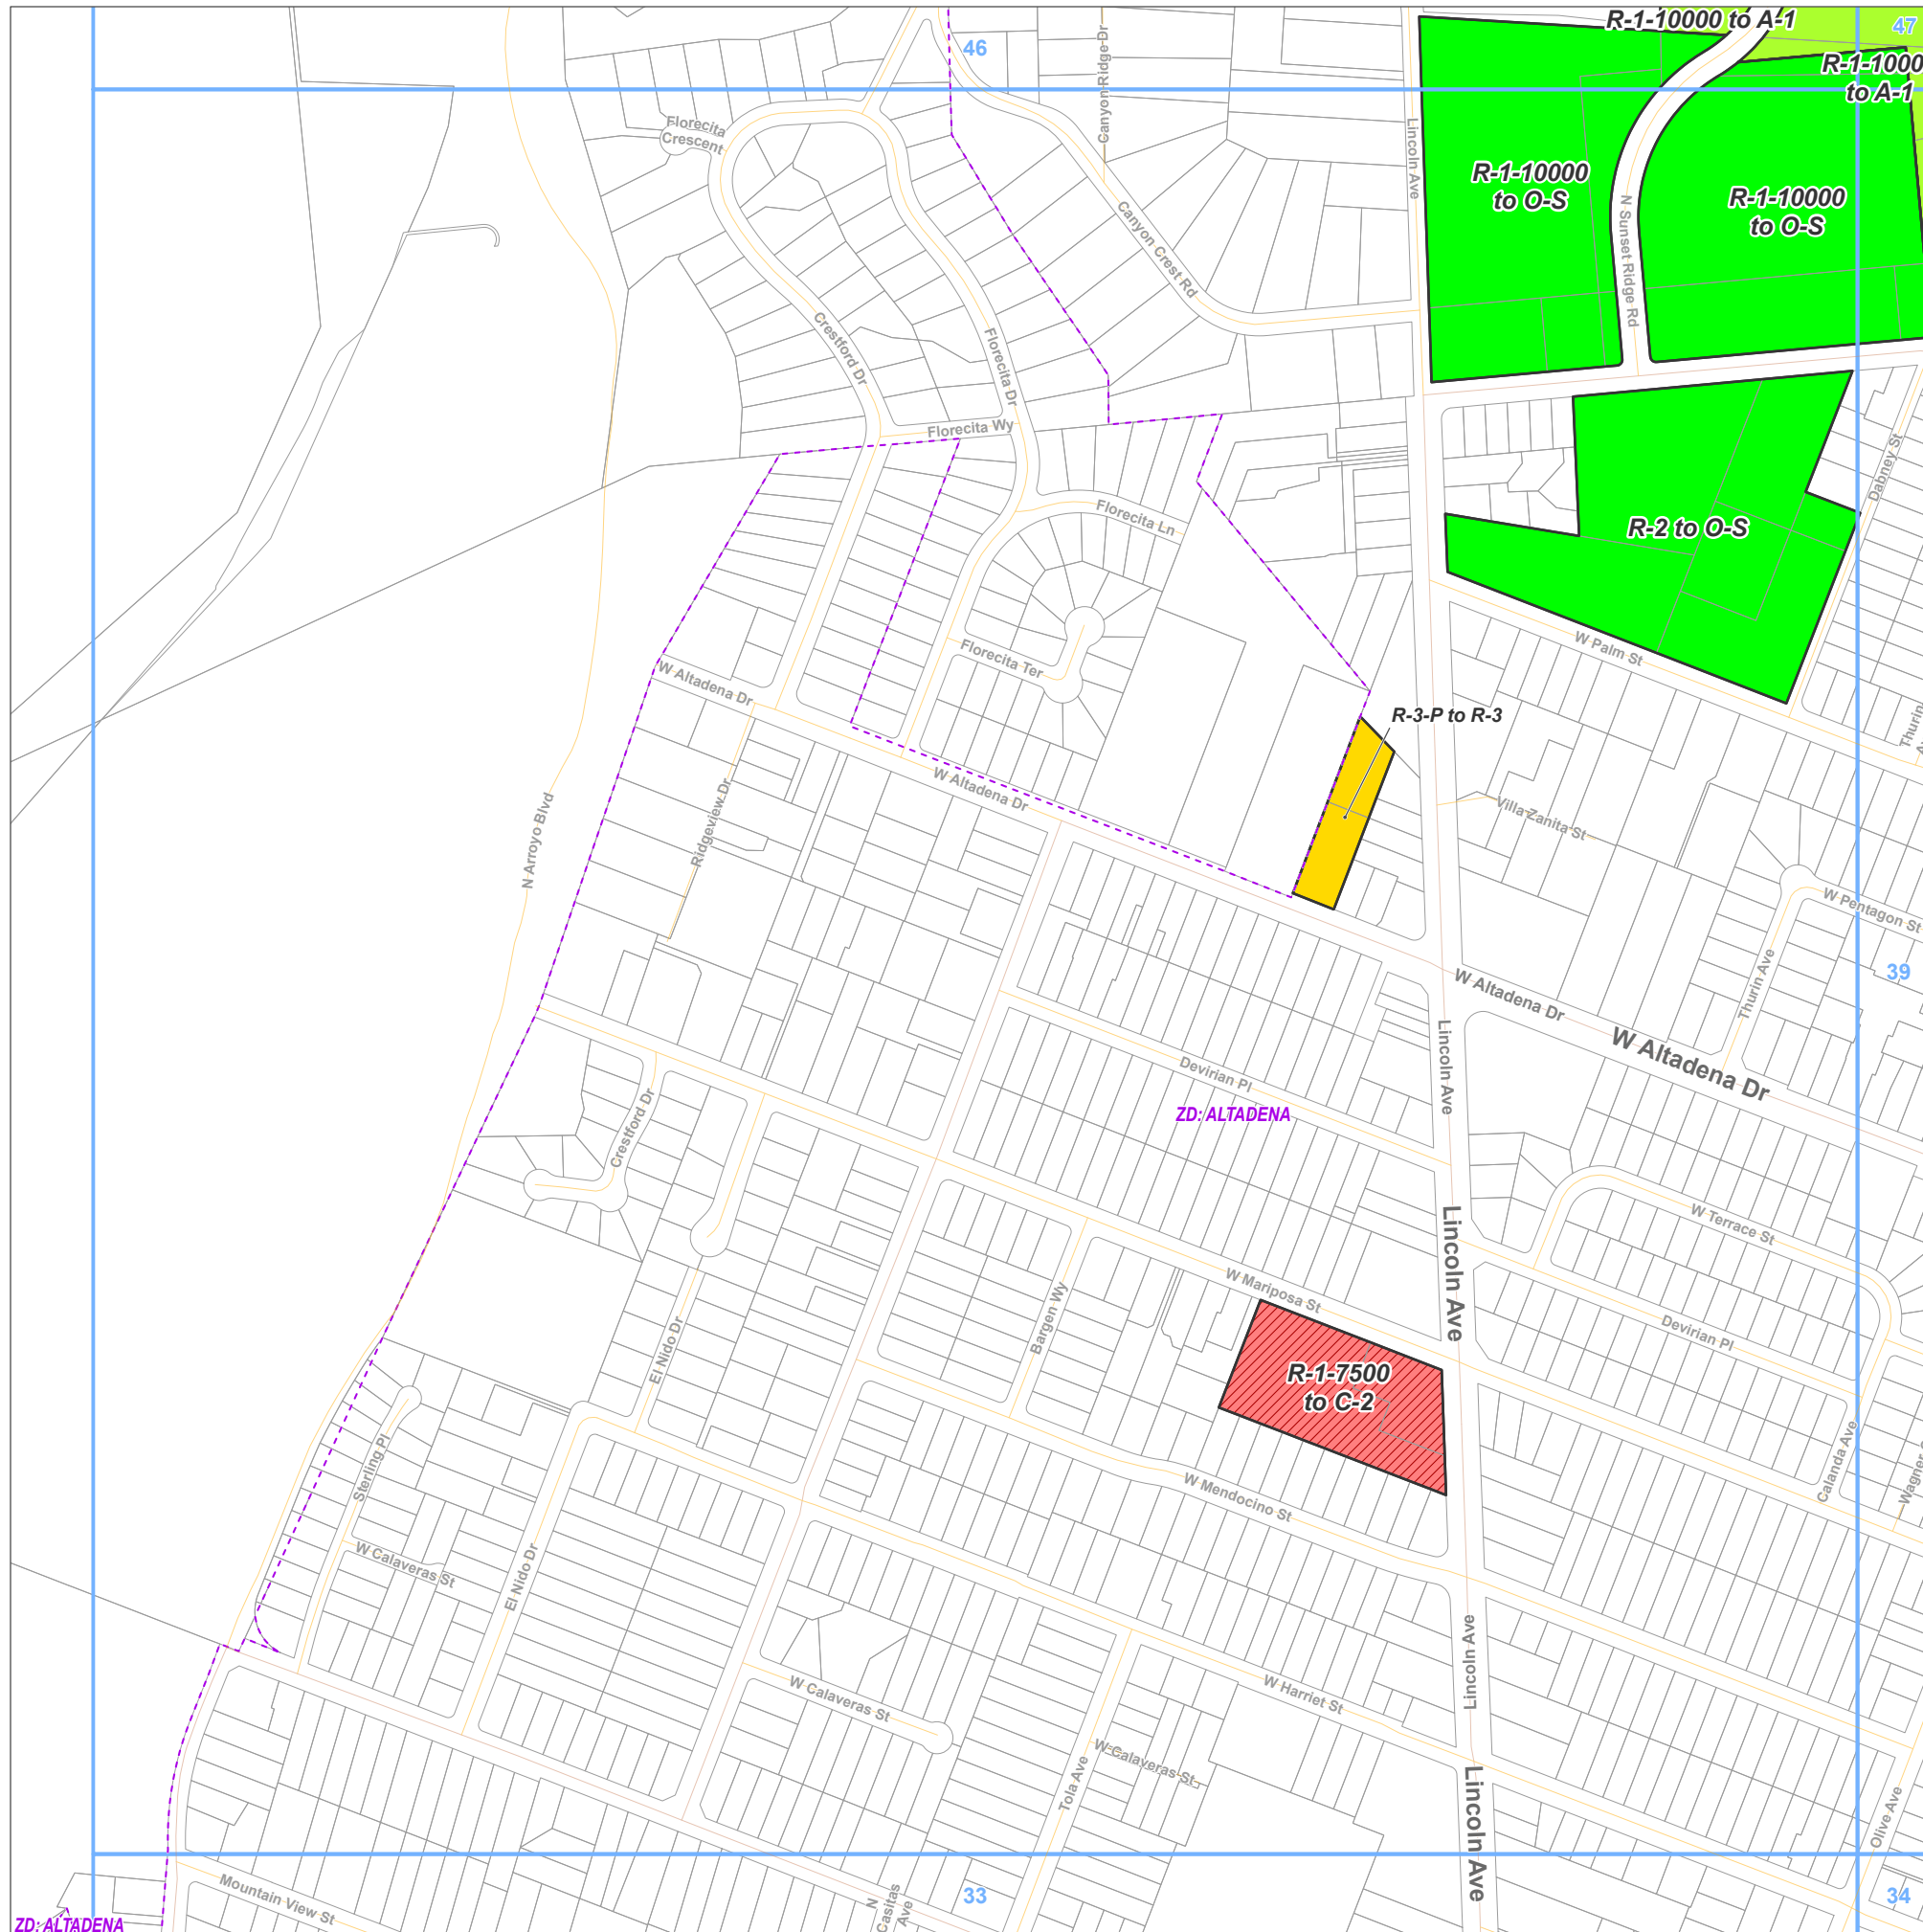 R-1-10000 to A-1
47
46
R-1-1000
to A-1
Canyon Ridge Dr
Florecita
Crescent
Lincoln Ave
R-1-10000
to O-S
R-1-10000
to O-S
N Sunset Ridge Rd
Canyon Crest Rd
Crestford Dr
Florecita Dr
Florecita Wy
Dabney St
Florecita Ln
R-2 to O-S
W Palm St
Florecita Ter
W Altadena Dr
R-3-P to R-3
Thurin
W Altadena Dr
Ridgeview Dr
N Arroyo Blvd
Villa Zanita St
W Pentagon St
Thurin Ave
39
W Altadena Dr
W Altadena Dr
Lincoln Ave
Devirian Pl
ZD: ALTADENA
Crestford Dr
W Terrace St
Lincoln Ave
W Mariposa St
Bargen Wy
El Nido Dr
Devirian Pl
R-1-7500
to C-2
Calanda Ave
Wagner
Sterling Pl
W Mendocino St
W Calaveras St
El Nido Dr
Lincoln Ave
W Calaveras St
W Harriet St
W Calaveras St
Tola Ave
Lincoln Ave
Olive Ave
Mountain View St
N
Casitas
Ave
33
34
ZD: ALTADENA